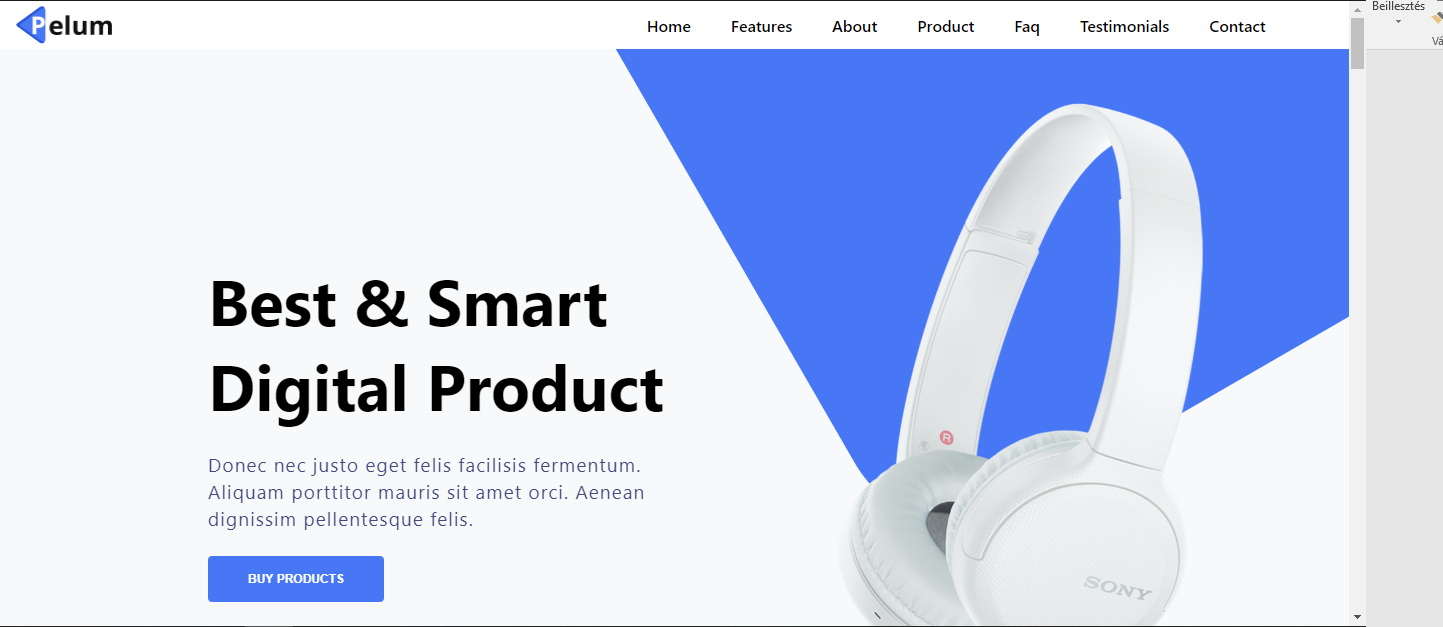 Pelum
Home Features About Product Faq Testimonials Contact
Beillesztés
Vá
Best & Smart
Digital Product
Donec nec justo eget felis facilisis fermentum.
Aliquam porttitor mauris sit amet orci. Aenean
dignissim pellentesque felis.
BUY PRODUCTS
R
SONY